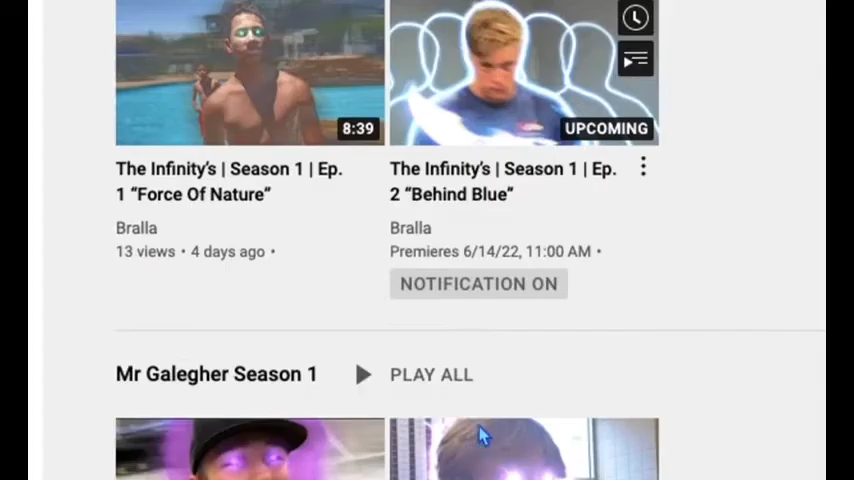 8:39
UPCOMING
The Infinity's | Season 1 | Ep.
1 “Force Of Nature”
Bralla
13 views • 4 days ago •
The Infinity's | Season 1 | Ep.
2 “Behind Blue”
Bralla
Premieres 6/14/22, 11:00 AM •
NOTIFICATION ON
Mr Galegher Season 1
PLAY ALL